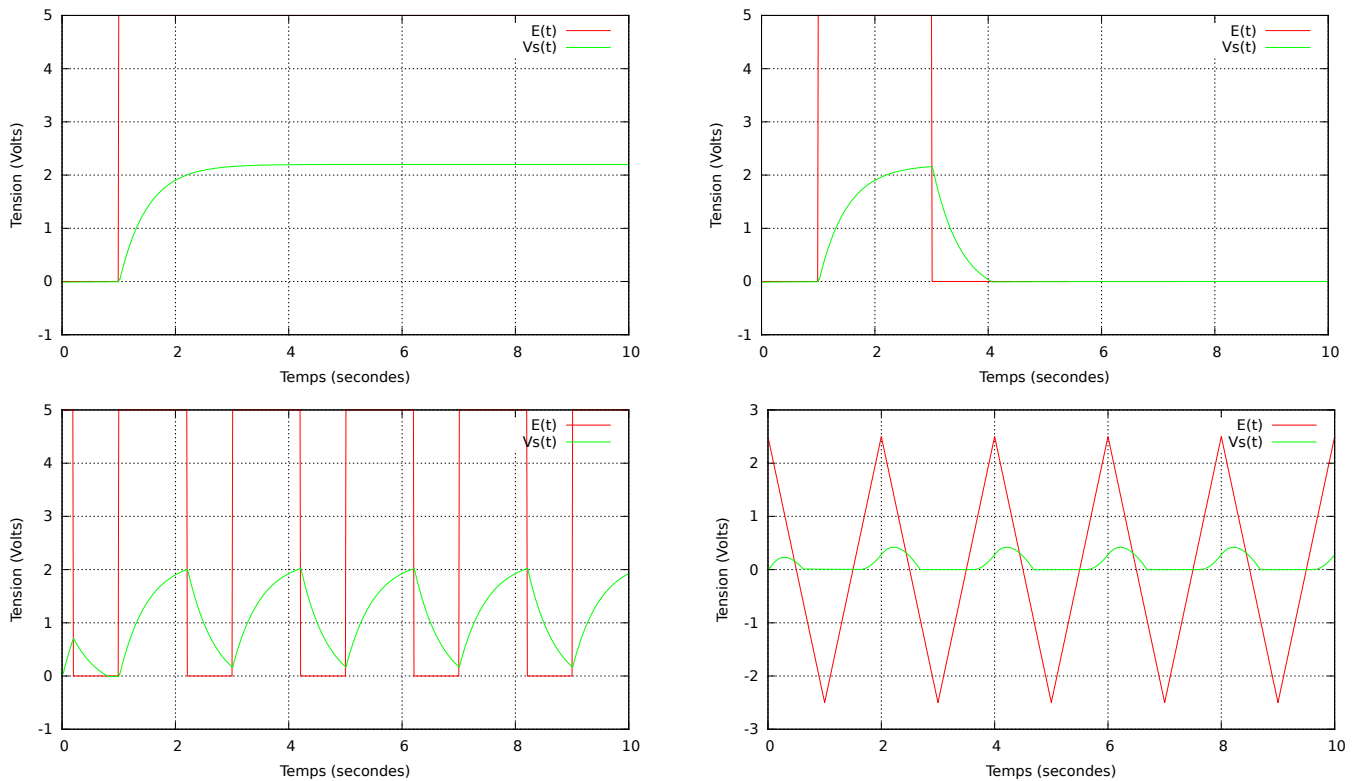 5
4
3
2
1
0
-1
0 2 4 6 8 10
Tension (Volts)
Temps (secondes)
E(t)
Vs(t)
5
4
3
2
1
0
-1
0 2 4 6 8 10
Tension (Volts)
Temps (secondes)
E(t)
Vs(t)
5
4
3
2
1
0
-1
0 2 4 6 8 10
Tension (Volts)
Temps (secondes)
E(t)
Vs(t)
3
2
1
0
-1
-2
-3
0 2 4 6 8 10
Tension (Volts)
Temps (secondes)
E(t)
Vs(t)